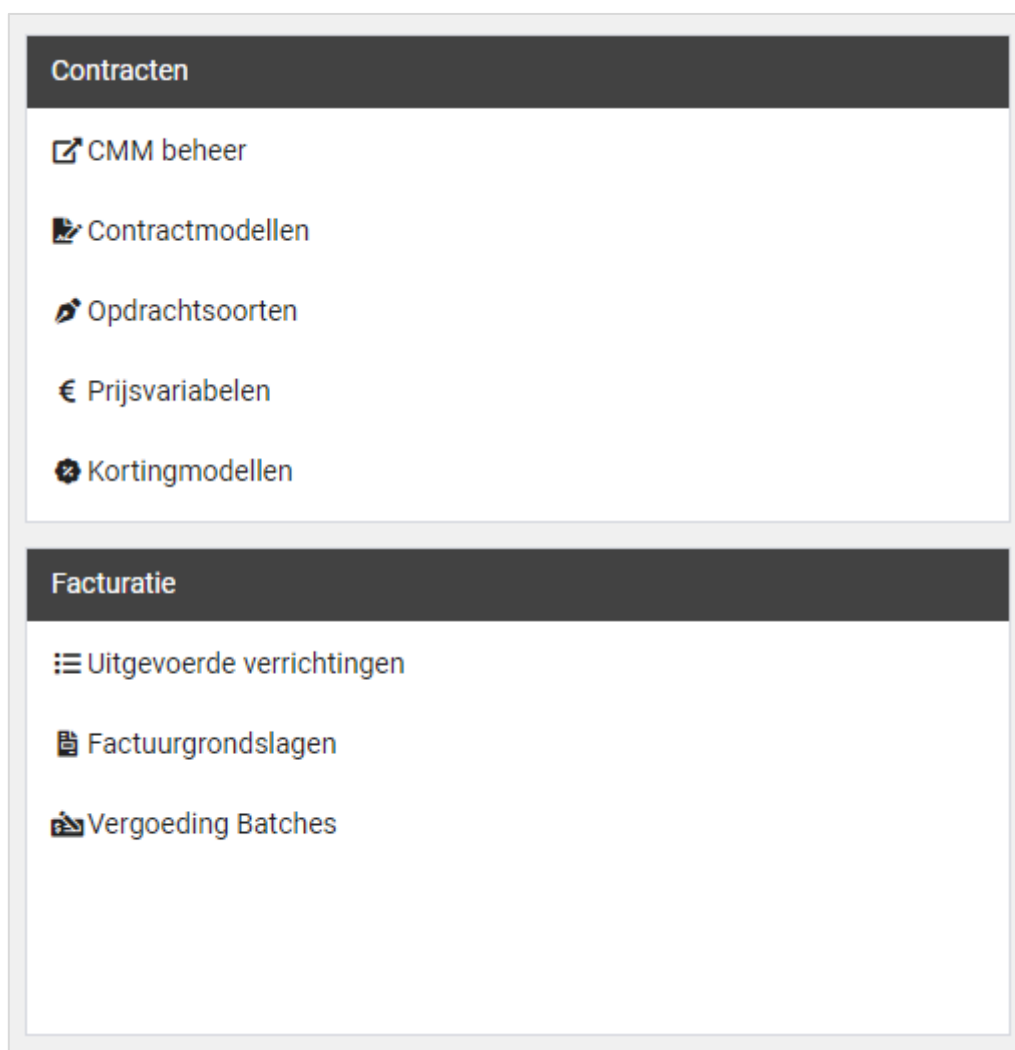 Contracten
CMM beheer
Contractmodellen
Opdrachtsoorten
€ Prijsvariabelen
Kortingmodellen
Facturatie
Uitgevoerde verrichtingen
Factuurgrondslagen
Vergoeding Batches